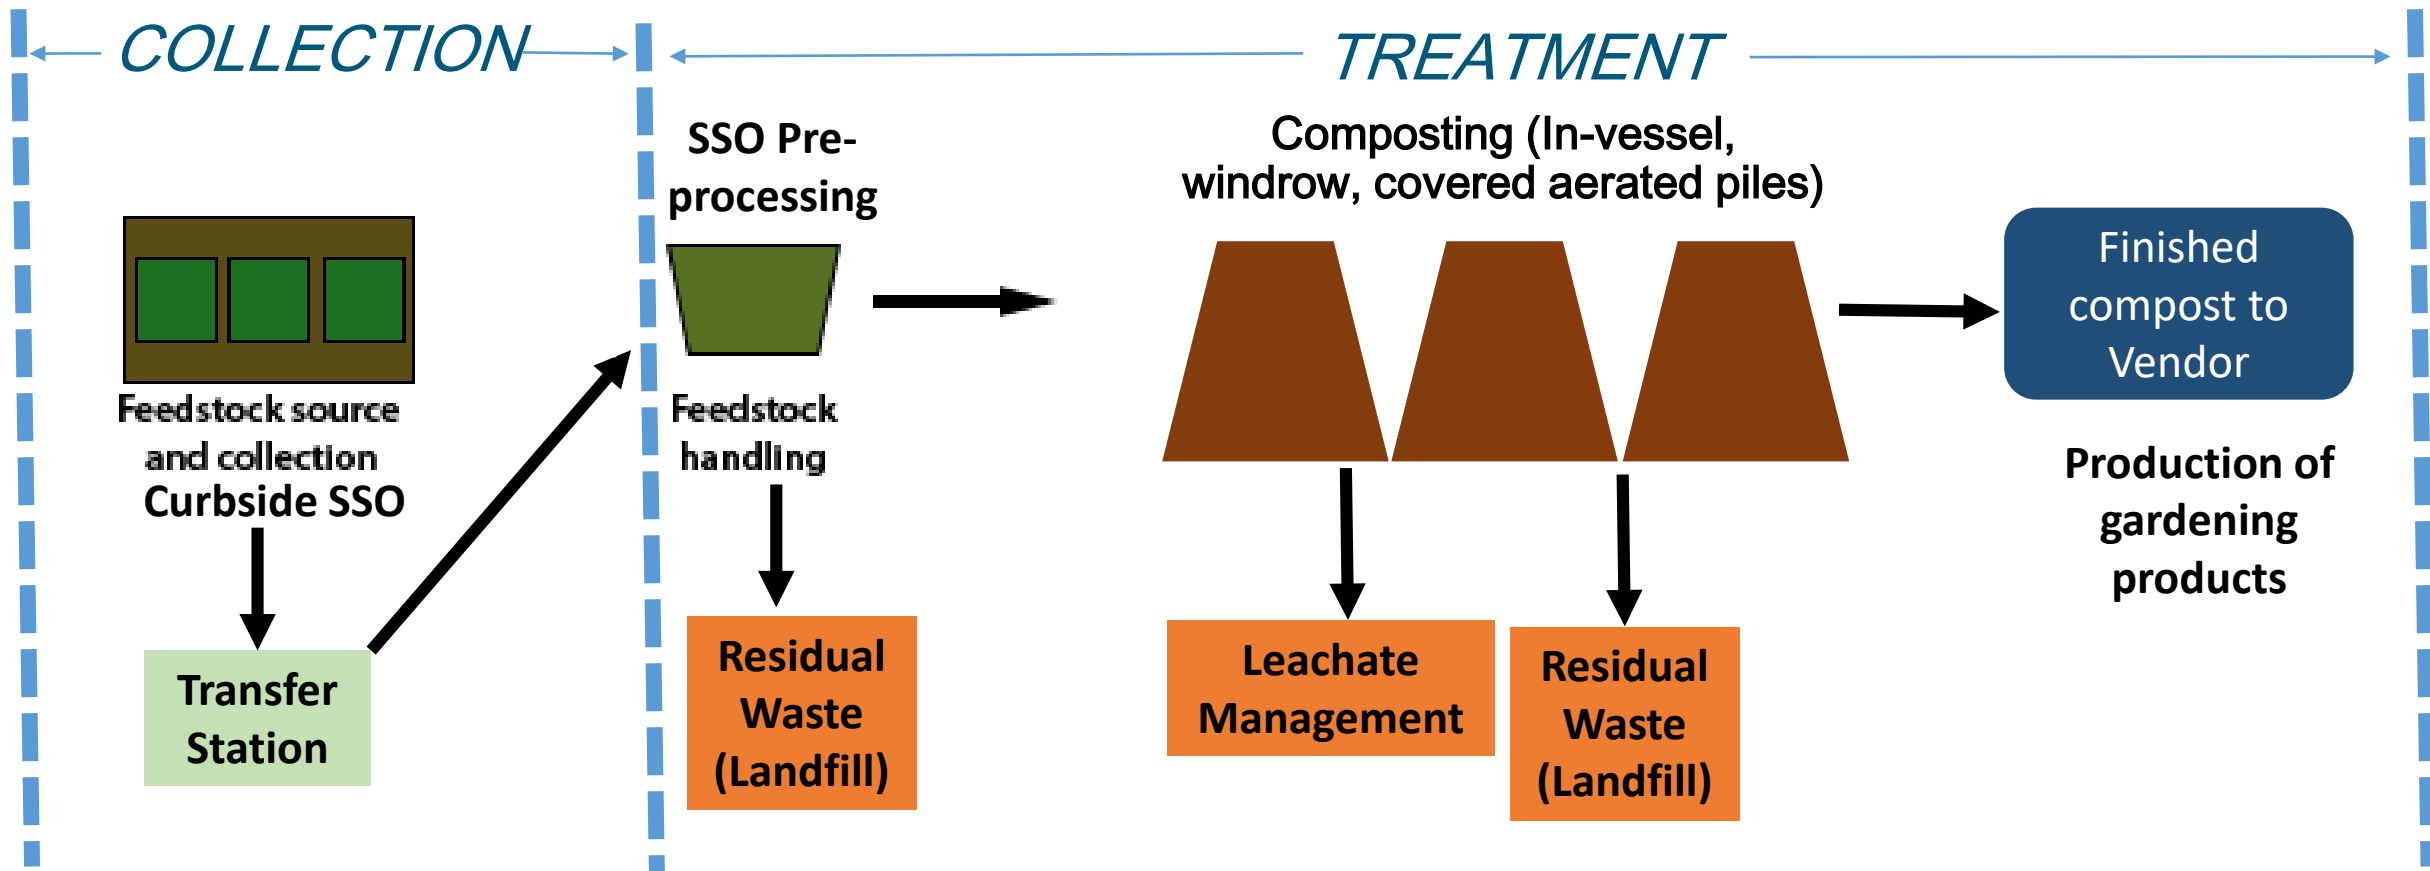 COLLECTION
TREATMENT
SSO Pre-
processing
Composting (In-vessel,
windrow, covered aerated piles)
Feedstock source
and collection
Curbside SSO
Feedstock
handling
Finished
compost to
Vendor
Production of
gardening
products
Transfer
Station
Residual
Waste
(Landfill)
Leachate
Management
Residual
Waste
(Landfill)